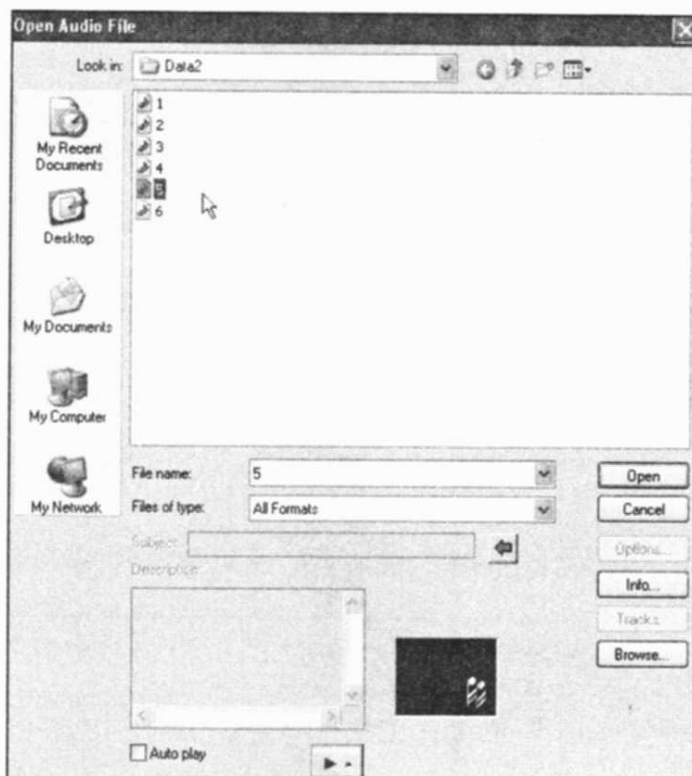 Open Audio File
Look in: Data2
1
2
3
4
5
6
My Recent
Documents
Desktop
My Documents
My Computer
My Network
File name: 5
Files of type: All Formats
Subject:
Description:
Open
Cancel
Options...
Info...
Tracks...
Browse...
Auto play